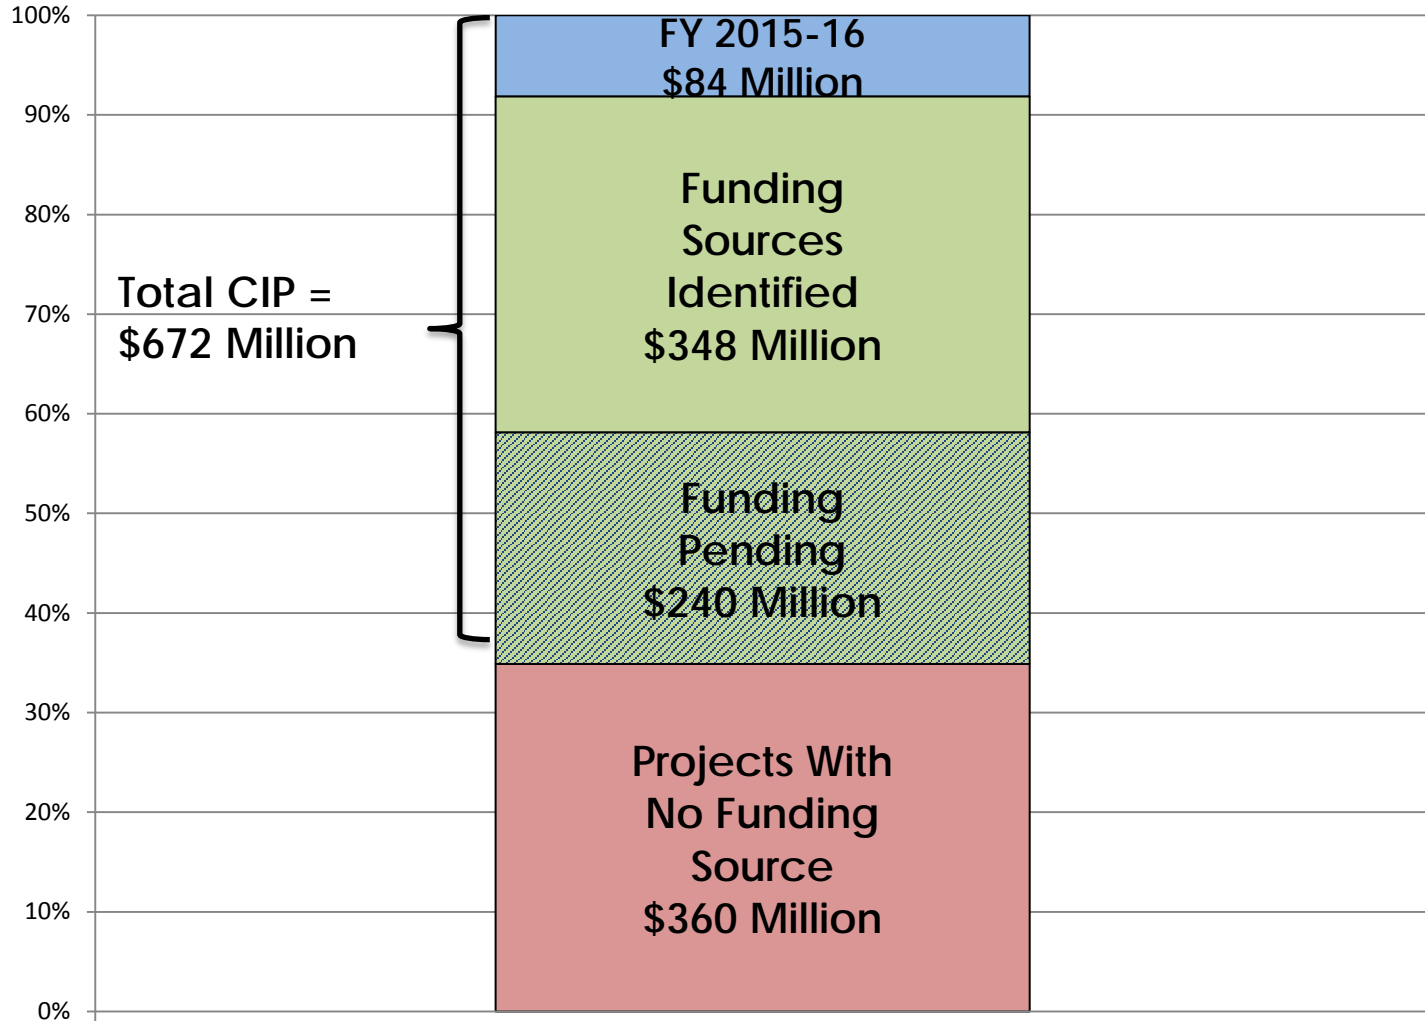 100%
90%
80%
70%
60%
50%
40%
30%
20%
10%
0%
Total CIP =
$672 Million
FY 2015-16
$84 Million
Funding
Sources
Identified
$348 Million
Funding
Pending
$240 Million
Projects With
No Funding
Source
$360 Million